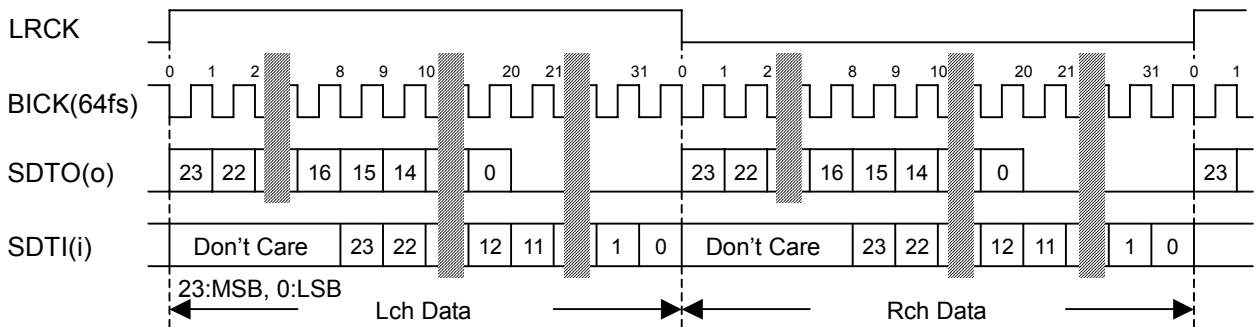 LRCK
0 1 2 8 9 10 20 21 31 0 1 2 8 9 10 20 21 31 0 1
BICK(64fs)
SDTO(o) 23 22 16 15 14 0 23 22 16 15 14 0 23
SDTI(i) Don't Care 23 22 12 11 1 0 Don't Care 23 22 12 11 1 0
23:MSB, 0:LSB
Lch Data Rch Data